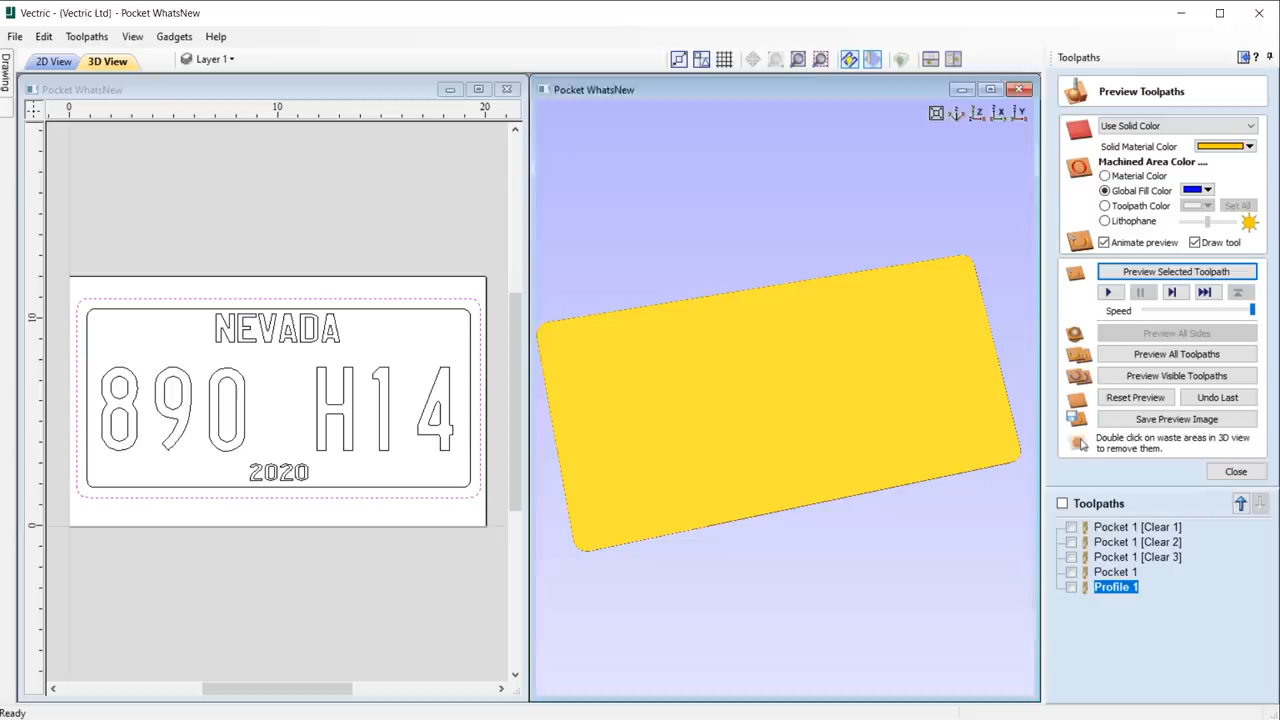 Vectric - {Vectric Ltd} - Pocket WhatsNew
File Edit Toolpaths View Gadgets Help
2D View 3D View Layer 1
Drawing
Pocket WhatsNew
0 10 20
10
0
NEVADA
890 H14
2020
Pocket WhatsNew
Z X Y
Toolpaths
?
Preview Toolpaths
Use Solid Color
Solid Material Color
Machined Area Color ....
Material Color
Global Fill Color
Toolpath Color Set All
Lithophane
Animate preview Draw tool
Preview Selected Toolpath
Speed
Preview All Sides
Preview All Toolpaths
Preview Visible Toolpaths
Reset Preview Undo Last
Save Preview Image
Double click on waste areas in 3D view
to remove them.
Close
Toolpaths
Pocket 1 [Clear 1]
Pocket 1 [Clear 2]
Pocket 1 [Clear 3]
Pocket 1
Profile 1
Ready